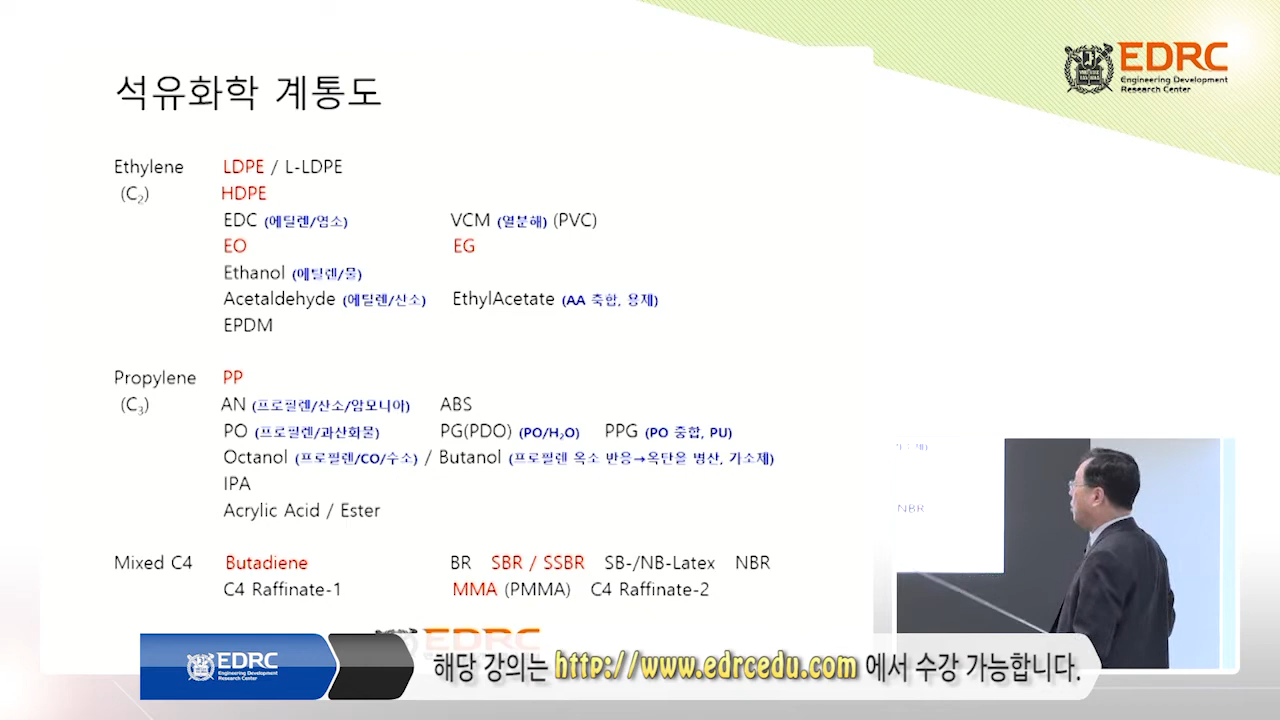 EDRC
Engineering Development
Research Center
석유화학 계통도
Ethylene LDPE / L-LDPE
(C₂) HDPE
EDC (에틸렌/염소) VCM (열분해) (PVC)
EO EG
Ethanol (에틸렌/물)
Acetaldehyde (에틸렌/산소) EthylAcetate (AA 축합, 용제)
EPDM
Propylene PP
(C₃) AN (프로필렌/산소/암모니아) ABS
PO (프로필렌/과산화물) PG(PDO) (PO/H₂O) PPG (PO 중합, PU)
Octanol (프로필렌/CO/수소) / Butanol (프로필렌 옥소 반응→옥탄올 병산, 가소제)
IPA
Acrylic Acid / Ester
Mixed C4 Butadiene BR SBR / SSBR SB-/NB-Latex NBR
C4 Raffinate-1 MMA (PMMA) C4 Raffinate-2
NBR
EDRC
EDRC
Engineering Development
Research Center
해당 강의는 http://www.edrcedu.com 에서 수강 가능합니다.